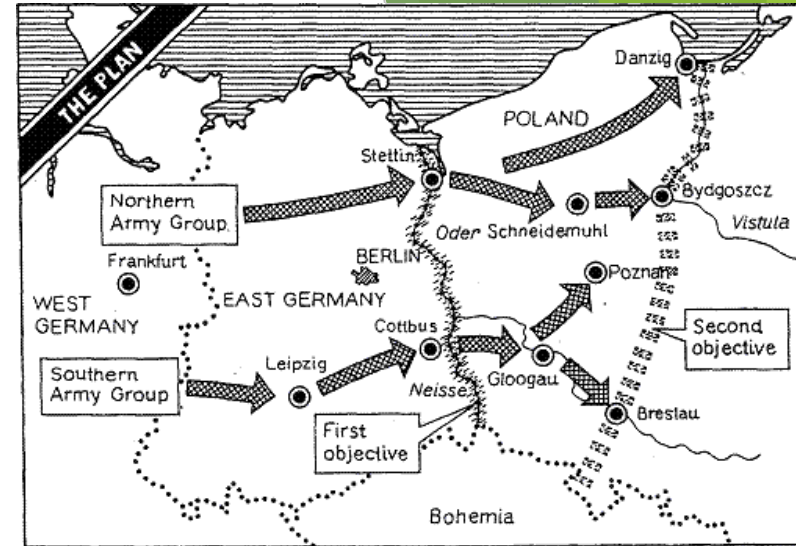 THE PLAN
Danzig
POLAND
Stettin
Northern
Army Group
Bydgoszcz
Oder Schneidemuhl
Vistula
Frankfurt
BERLIN
Poznan
WEST
GERMANY
EAST GERMANY
Second
objective
Cottbus
Leipzig
Gloogau
Southern
Army Group
Neisse
Breslau
First
objective
Bohemia